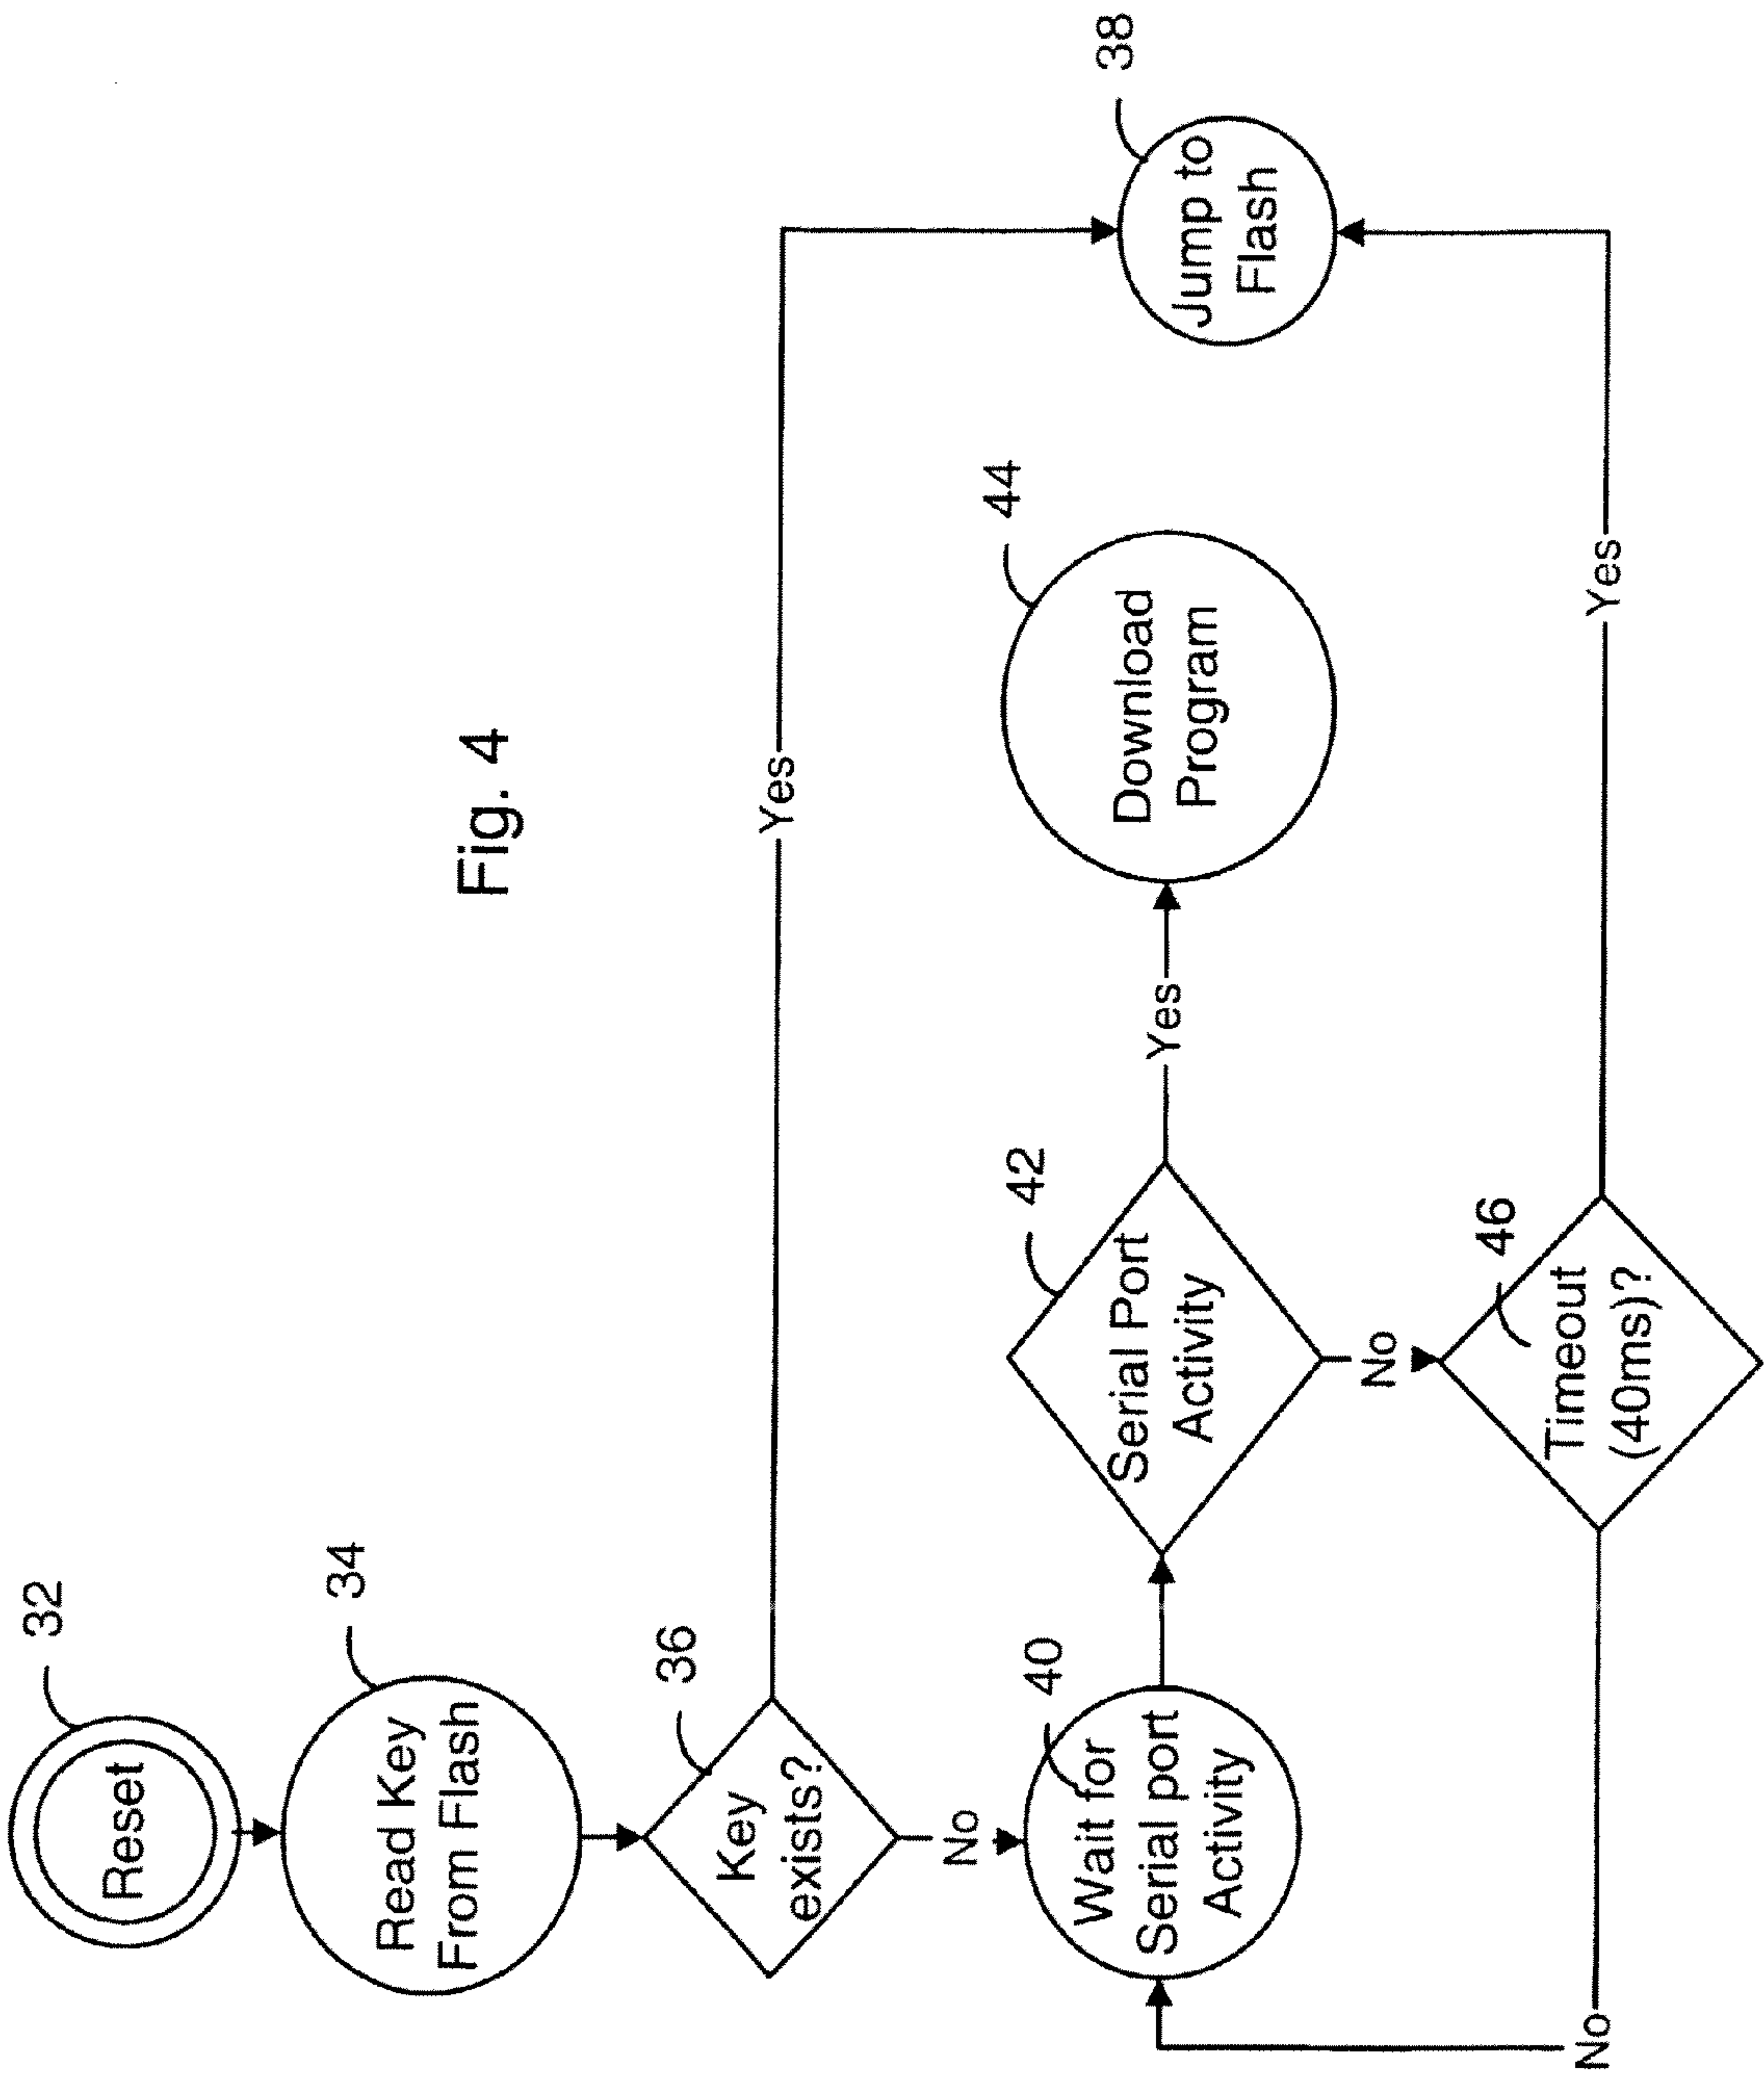 Fig. 4
32
Reset
34
Read Key
From Flash
36
Key
exists?
Yes
No
40
Wait for
Serial port
Activity
42
Serial Port
Activity
Yes
44
Download
Program
38
Jump to
Flash
No
46
Timeout
(40ms)?
Yes
No